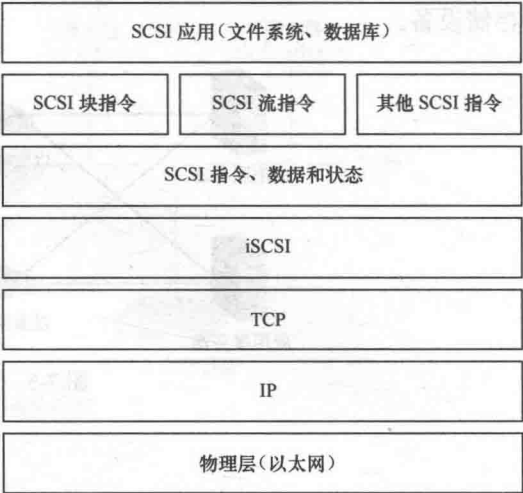 SCSI 应用(文件系统、数据库)
SCSI 块指令
SCSI 流指令
其他 SCSI 指令
SCSI 指令、数据和状态
iSCSI
TCP
IP
物理层(以太网)